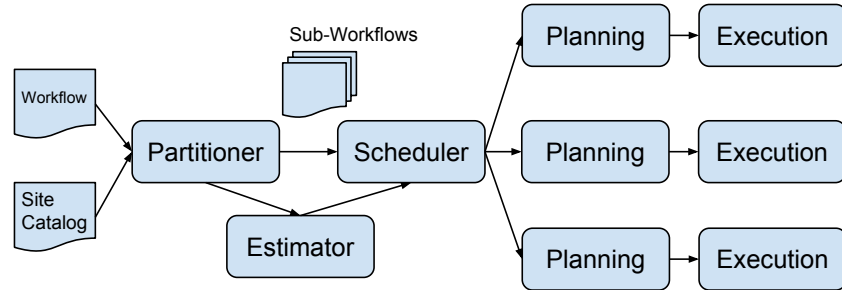 Sub-Workflows
Planning
Execution
Workflow
Partitioner
Scheduler
Planning
Execution
Site
Catalog
Estimator
Planning
Execution